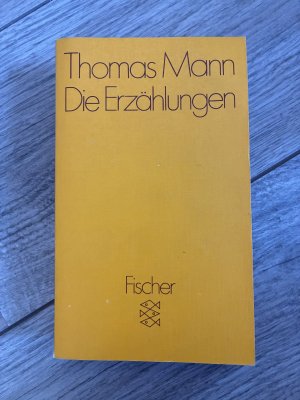 Thomas Mann
Die Erzählungen
Fischer